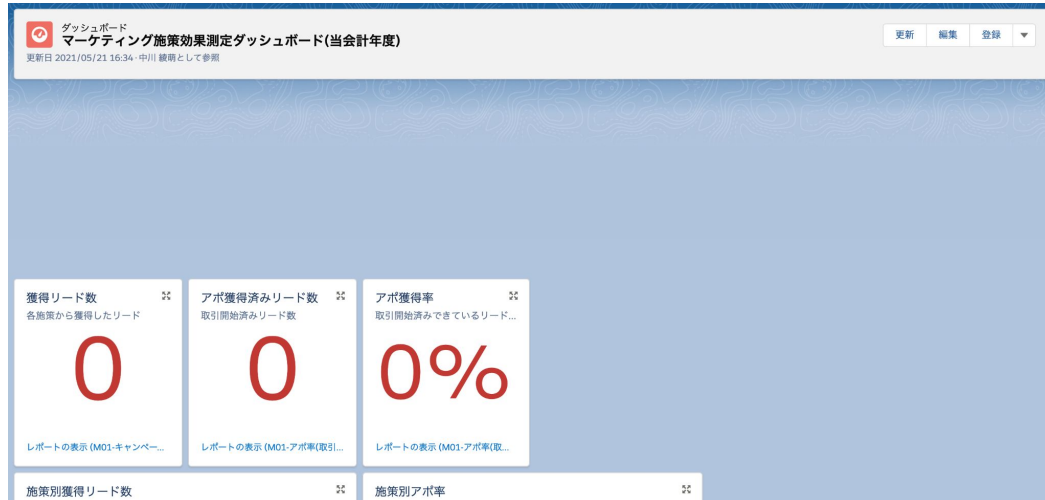 ダッシュボード
マーケティング施策効果測定ダッシュボード(当会計年度)
更新日 2021/05/21 16:34·中川 綾萌として参照
更新 編集 登録
獲得リード数
各施策から獲得したリード
0
レポートの表示 (M01-キャンペー...
アポ獲得済みリード数
取引開始済みリード数
0
レポートの表示 (M01-アポ率(取引...
アポ獲得率
取引開始済みできているリード...
0%
レポートの表示 (M01-アポ率(取...
施策別獲得リード数
施策別アポ率